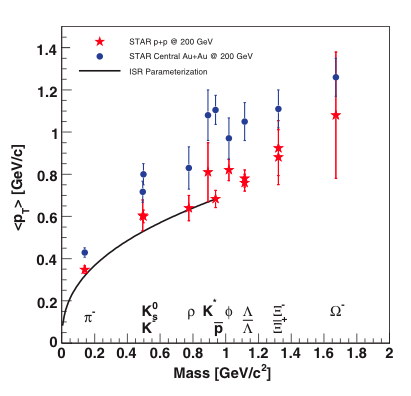 STAR p+p @ 200 GeV
STAR Central Au+Au @ 200 GeV
ISR Parameterization
<p_T> [GeV/c]
1.4
1.2
1
0.8
0.6
0.4
0.2
0
π⁻ K⁰ₛ ρ K* ϕ Λ Ξ⁻ Ω⁻
K⁻ p̅ Λ̅ Ξ̅⁺
0 0.2 0.4 0.6 0.8 1 1.2 1.4 1.6 1.8 2
Mass [GeV/c²]